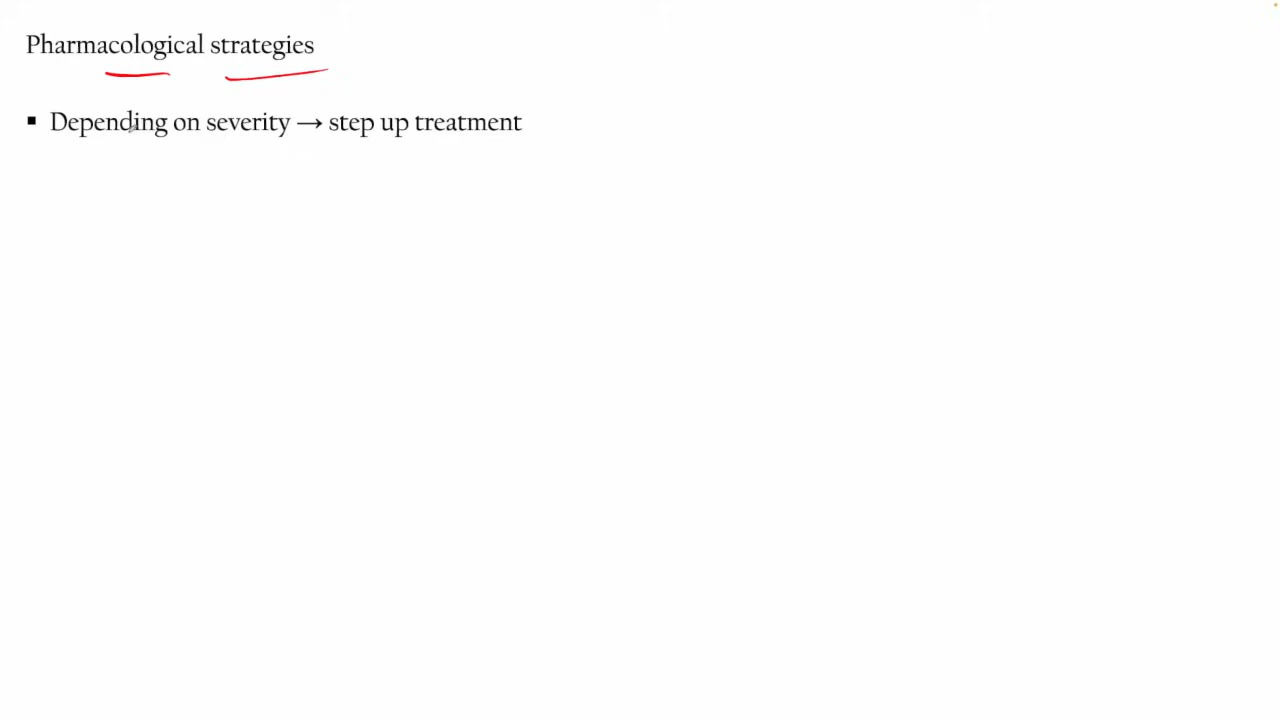 Pharmacological strategies
▪ Depending on severity → step up treatment